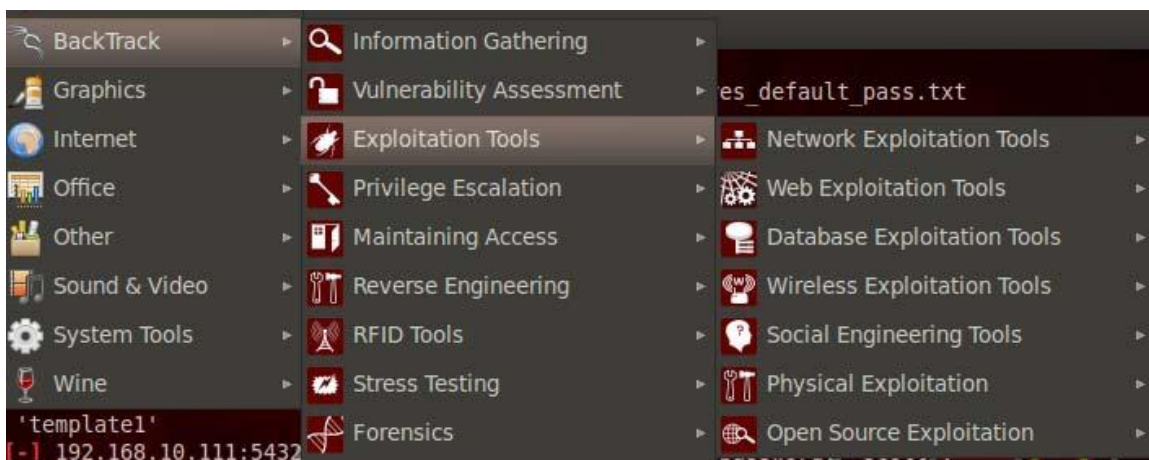 BackTrack
Graphics
Internet
Office
Other
Sound & Video
System Tools
Wine
Information Gathering
Vulnerability Assessment
Exploitation Tools
Privilege Escalation
Maintaining Access
Reverse Engineering
RFID Tools
Stress Testing
Forensics
es_default_pass.txt
Network Exploitation Tools
Web Exploitation Tools
Database Exploitation Tools
Wireless Exploitation Tools
Social Engineering Tools
Physical Exploitation
Open Source Exploitation
'template1'
[-] 192.168.10.111:5432